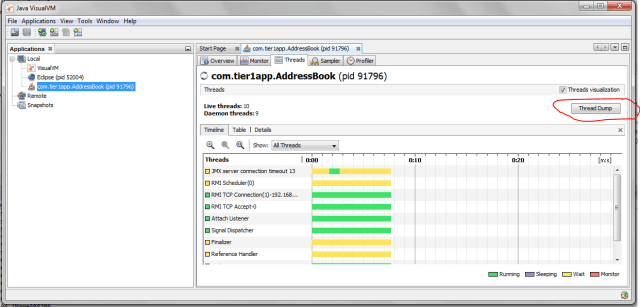 Java VisualVM
File Applications View Tools Window Help
Applications
Local
VisualVM
Eclipse (pid 52004)
com.tier1app.AddressBook (pid 91796)
Remote
Snapshots
Start Page
com.tier1app.AddressBook (pid 91796)
Overview Monitor Threads Sampler Profiler
com.tier1app.AddressBook (pid 91796)
Threads
Threads visualization
Live threads: 10
Daemon threads: 9
Thread Dump
Timeline Table Details
Show: All Threads
Threads 0:00 0:10 0:20 [m:s]
JMX server connection timeout 13
RMI Scheduler(0)
RMI TCP Connection(1)-192.168...
RMI TCP Accept-0
Attach Listener
Signal Dispatcher
Finalizer
Reference Handler
Running Sleeping Wait Monitor